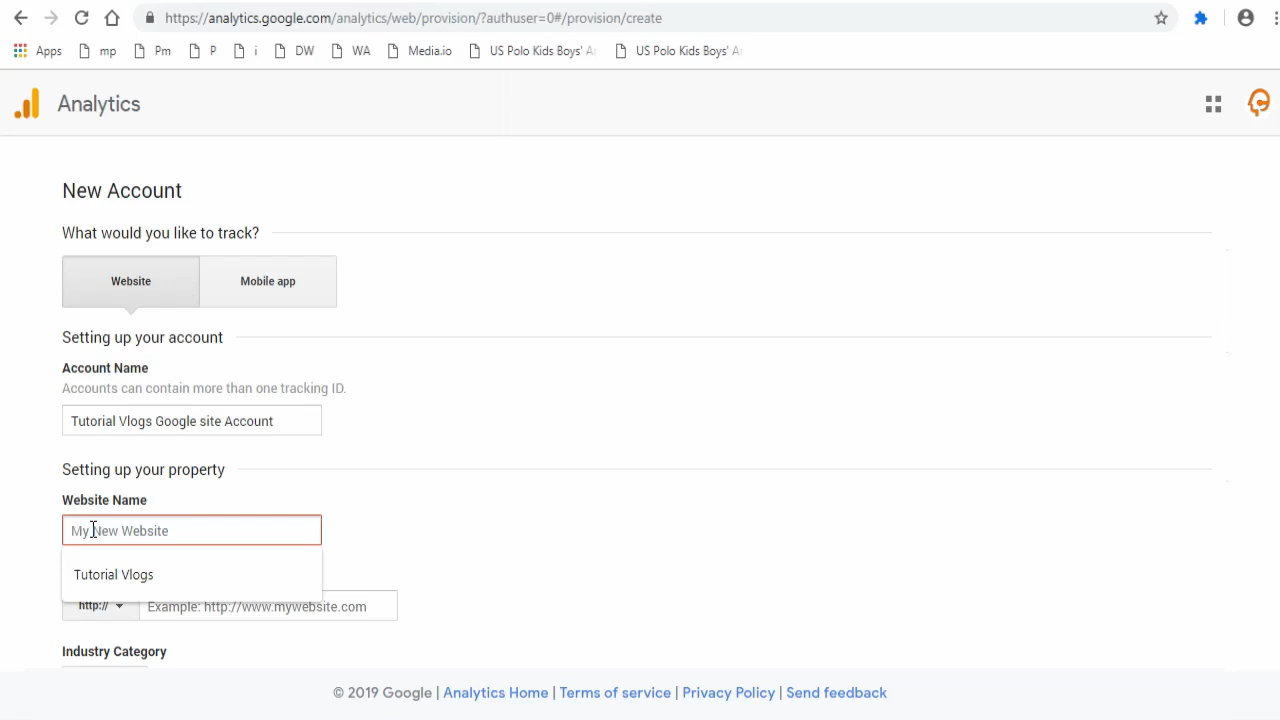 https://analytics.google.com/analytics/web/provision/?authuser=0#/provision/create
Apps mp Pm P i DW WA Media.io US Polo Kids Boys' A US Polo Kids Boys' A
Analytics
New Account
What would you like to track?
Website Mobile app
Setting up your account
Account Name
Accounts can contain more than one tracking ID.
Tutorial Vlogs Google site Account
Setting up your property
Website Name
My New Website
Tutorial Vlogs
http:// Example: http://www.mywebsite.com
Industry Category
© 2019 Google | Analytics Home | Terms of service | Privacy Policy | Send feedback